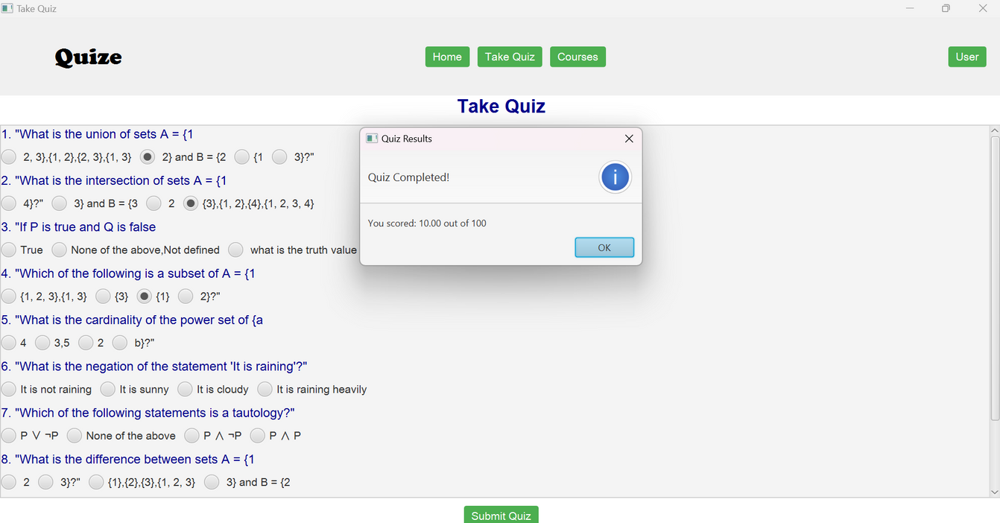 Take Quiz
Quize
Home Take Quiz Courses User
Take Quiz
1. "What is the union of sets A = {1
2, 3},{1, 2},{2, 3},{1, 3} 2} and B = {2 {1 3}?"
2. "What is the intersection of sets A = {1
4}?" 3} and B = {3 2 {3},{1, 2},{4},{1, 2, 3, 4}
3. "If P is true and Q is false
True None of the above,Not defined what is the truth value
4. "Which of the following is a subset of A = {1
{1, 2, 3},{1, 3} {3} {1} 2}?"
5. "What is the cardinality of the power set of {a
4 3,5 2 b}?"
6. "What is the negation of the statement 'It is raining'?"
It is not raining It is sunny It is cloudy It is raining heavily
7. "Which of the following statements is a tautology?"
P ∨ ¬P None of the above P ∧ ¬P P ∧ P
8. "What is the difference between sets A = {1
2 3}?" {1},{2},{3},{1, 2, 3} 3} and B = {2
Submit Quiz
Quiz Results
Quiz Completed!
i
You scored: 10.00 out of 100
OK